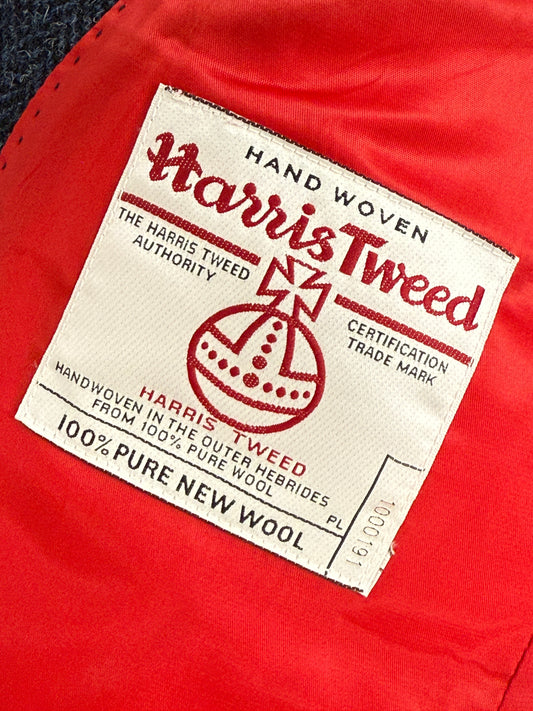 HAND WOVEN
Harris Tweed
THE HARRIS TWEED
AUTHORITY
CERTIFICATION
TRADE MARK
HARRIS TWEED
HANDWOVEN IN THE OUTER HEBRIDES
FROM 100% PURE WOOL
PL
1000191
100% PURE NEW WOOL